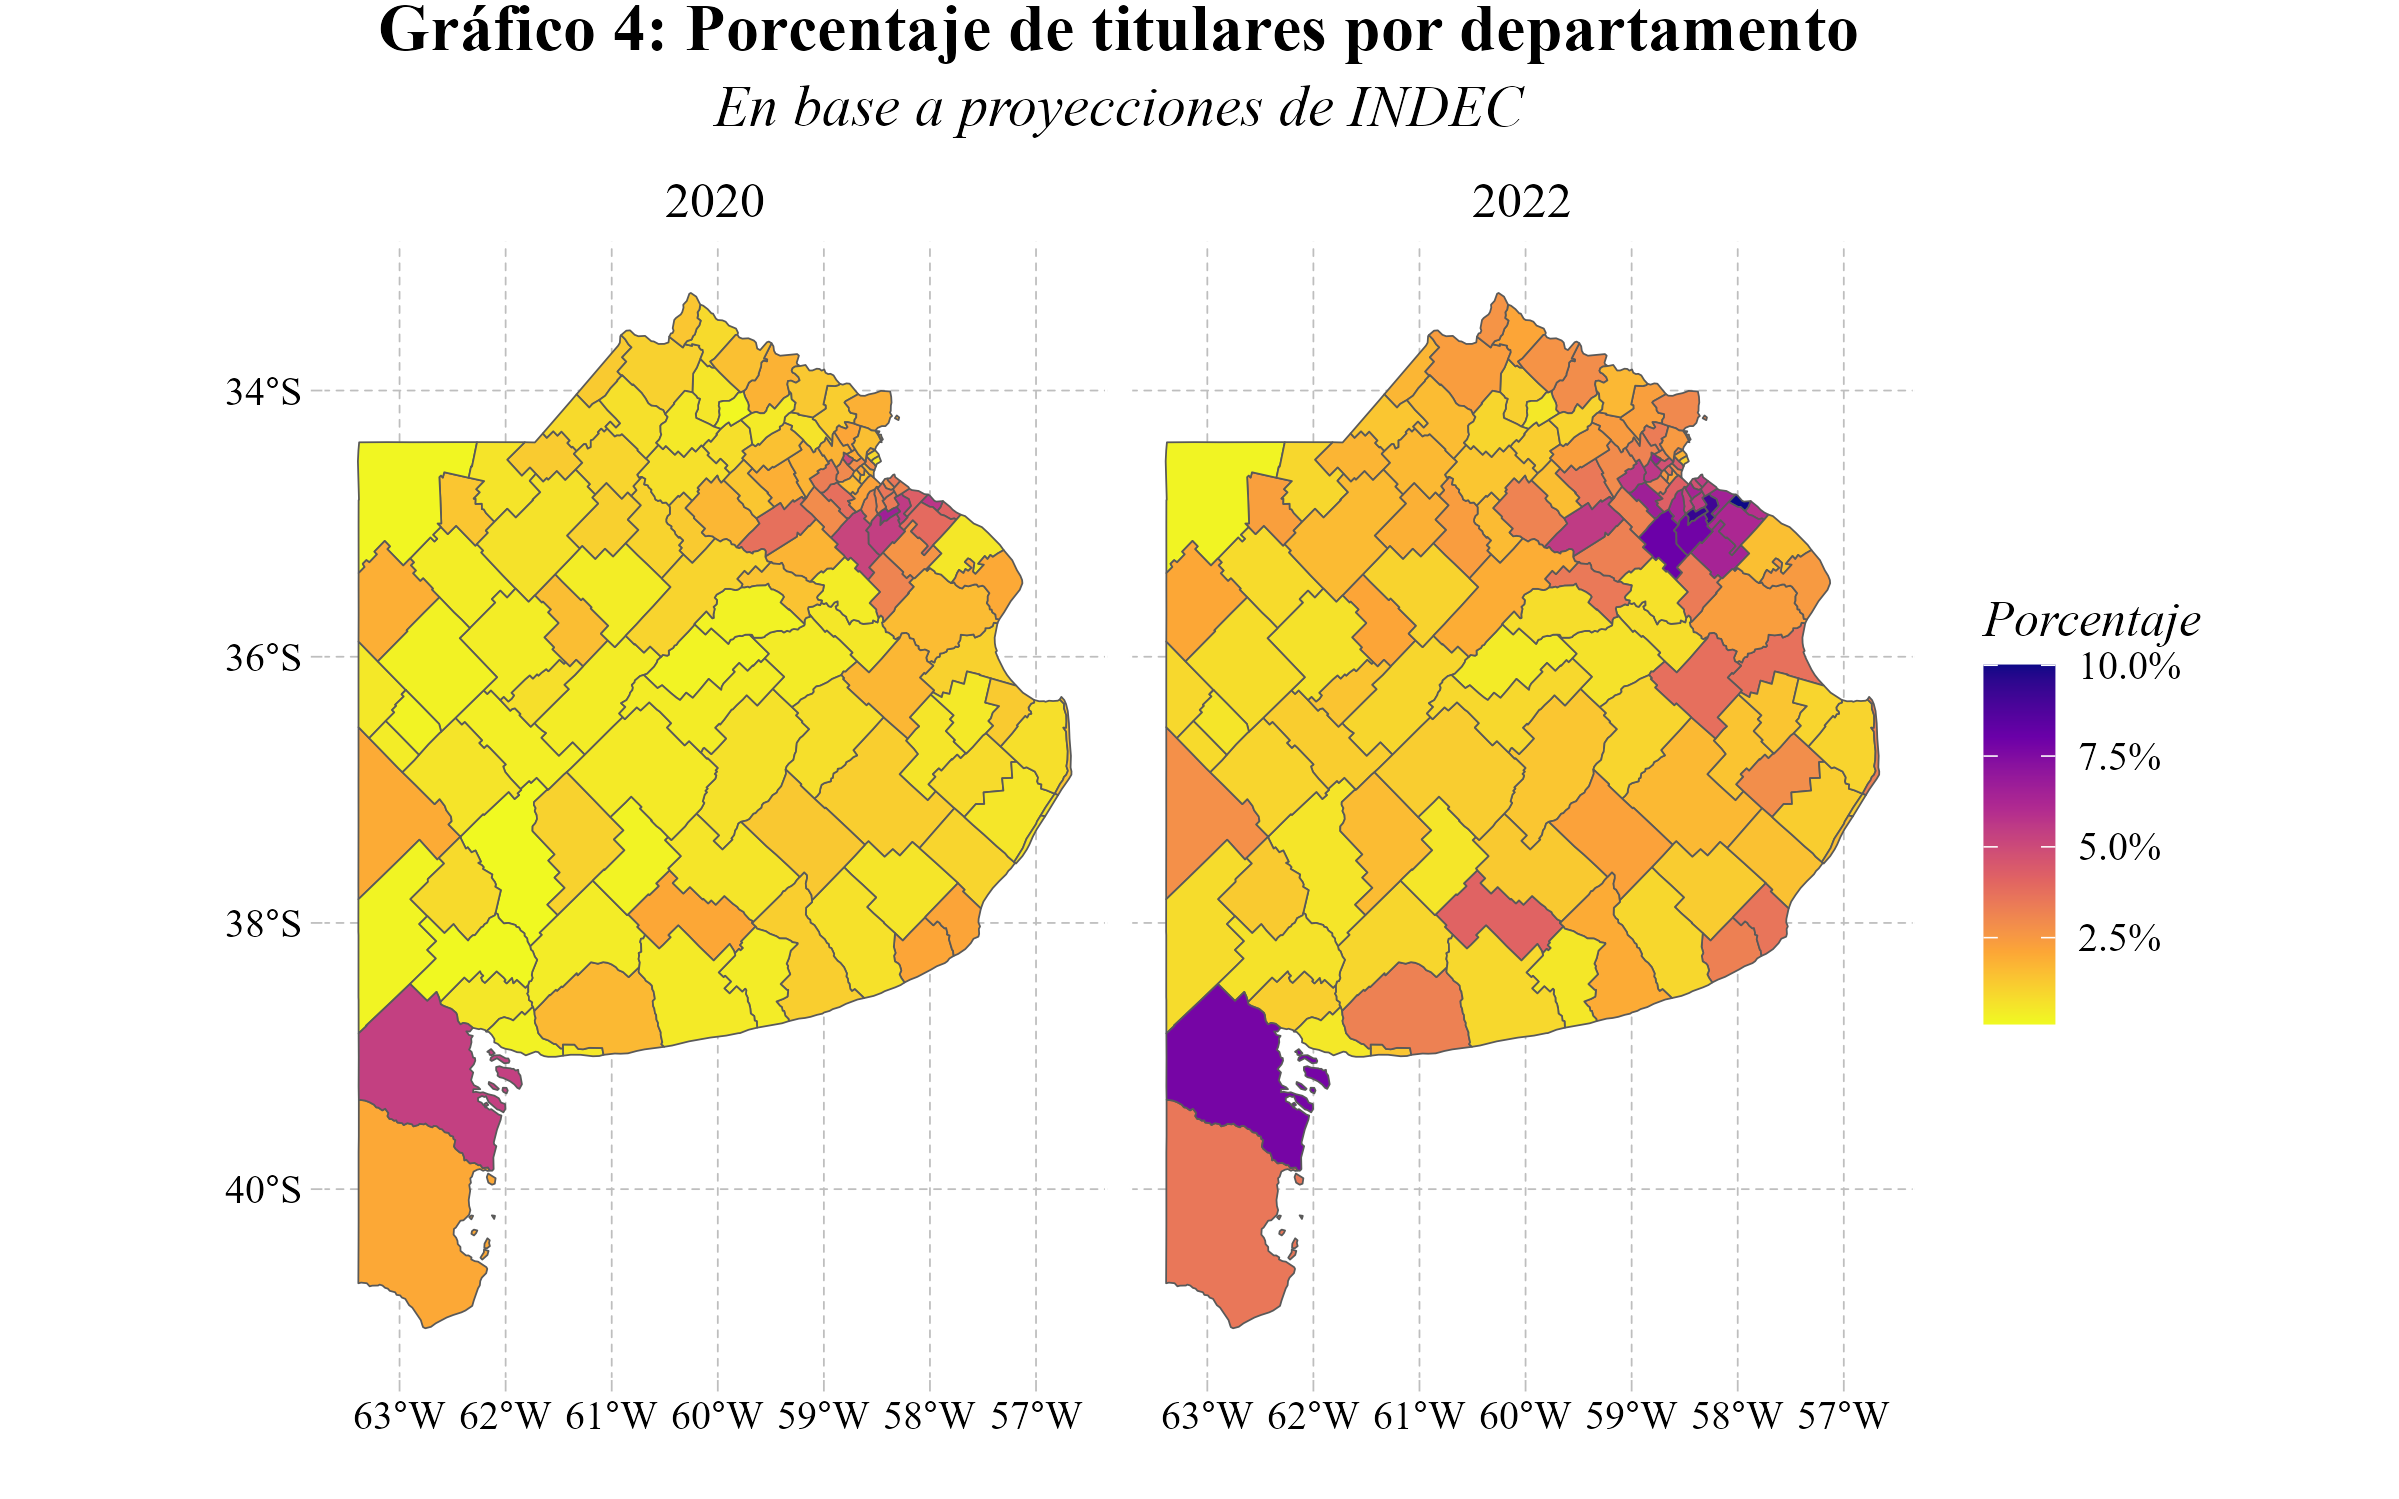 Gráfico 4: Porcentaje de titulares por departamento
En base a proyecciones de INDEC
2020
2022
34°S
36°S
38°S
40°S
63°W 62°W 61°W 60°W 59°W 58°W 57°W
63°W 62°W 61°W 60°W 59°W 58°W 57°W
Porcentaje
10.0%
7.5%
5.0%
2.5%